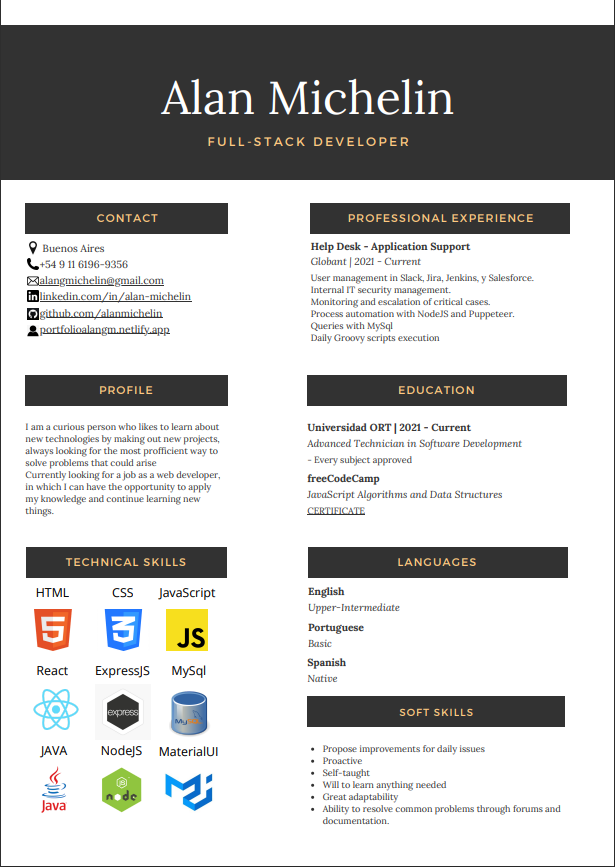 Alan Michelin
FULL-STACK DEVELOPER
CONTACT
Buenos Aires
+54 9 11 6196-9356
alangmichelin@gmail.com
linkedin.com/in/alan-michelin
github.com/alanmichelin
portfolioalangm.netlify.app
PROFILE
I am a curious person who likes to learn about
new technologies by making out new projects,
always looking for the most profficient way to
solve problems that could arise
Currently looking for a job as a web developer,
in which I can have the opportunity to apply
my knowledge and continue learning new
things.
TECHNICAL SKILLS
HTML CSS JavaScript
5 3 JS
React ExpressJS MySql
express MySQL
JAVA NodeJS MaterialUI
Java node JS
PROFESSIONAL EXPERIENCE
Help Desk - Application Support
Globant | 2021 - Current
User management in Slack, Jira, Jenkins, y Salesforce.
Internal IT security management.
Monitoring and escalation of critical cases.
Process automation with NodeJS and Puppeteer.
Queries with MySql
Daily Groovy scripts execution
EDUCATION
Universidad ORT | 2021 - Current
Advanced Technician in Software Development
- Every subject approved
freeCodeCamp
JavaScript Algorithms and Data Structures
CERTIFICATE
LANGUAGES
English
Upper-Intermediate
Portuguese
Basic
Spanish
Native
SOFT SKILLS
• Propose improvements for daily issues
• Proactive
• Self-taught
• Will to learn anything needed
• Great adaptability
• Ability to resolve common problems through forums and
documentation.